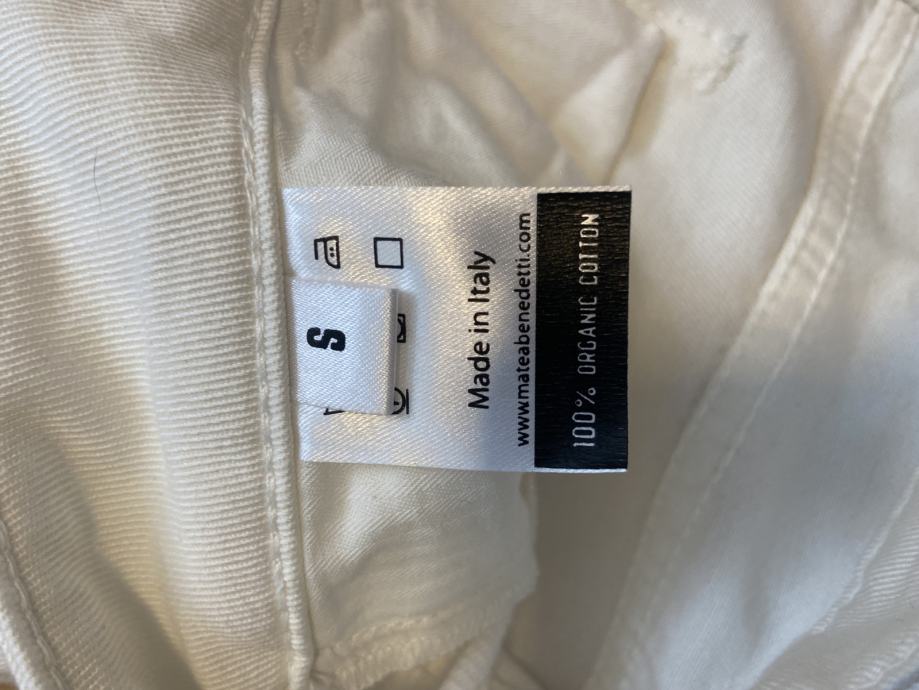 S
Made in Italy
www.mateabenedetti.com
100% ORGANIC COTTON